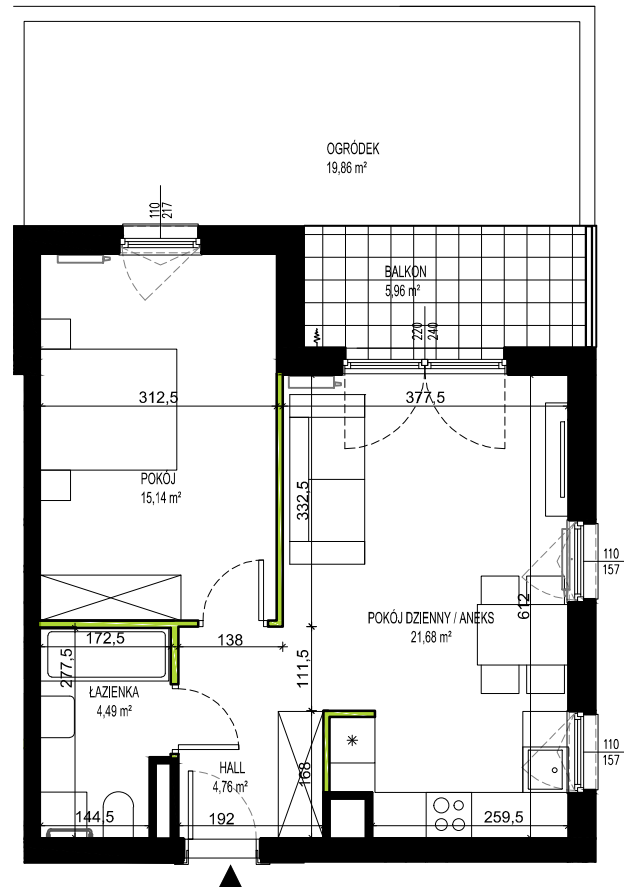 OGRÓDEK
19,86 m²
110
217
BALKON
5,96 m²
220
240
312,5
377,5
POKÓJ
15,14 m²
332,5
110
157
612
POKÓJ DZIENNY / ANEKS
21,68 m²
172,5
138
277,5
111,5
ŁAZIENKA
4,49 m²
110
157
HALL
4,76 m²
168
144,5
192
259,5